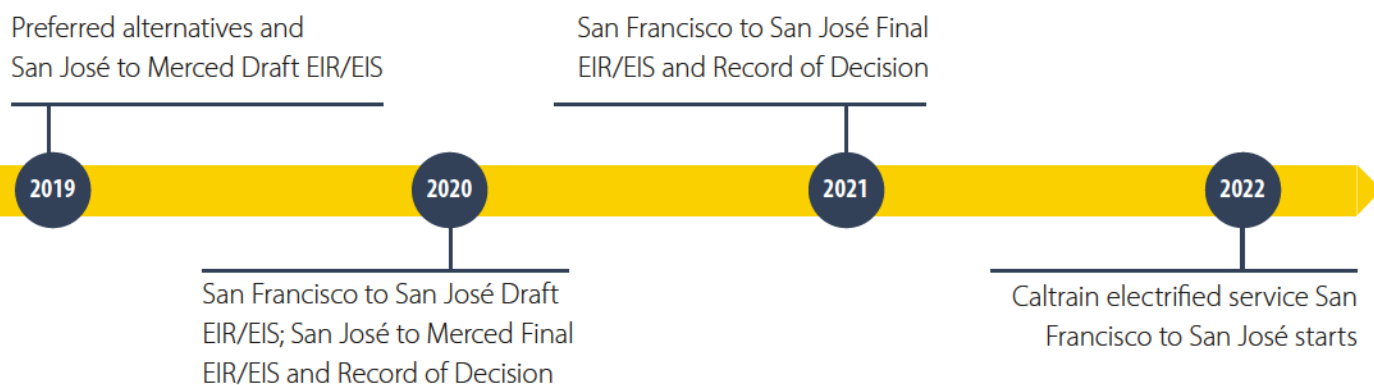 Preferred alternatives and
San José to Merced Draft EIR/EIS
San Francisco to San José Final
EIR/EIS and Record of Decision
2019
2020
2021
2022
San Francisco to San José Draft
EIR/EIS; San José to Merced Final
EIR/EIS and Record of Decision
Caltrain electrified service San
Francisco to San José starts